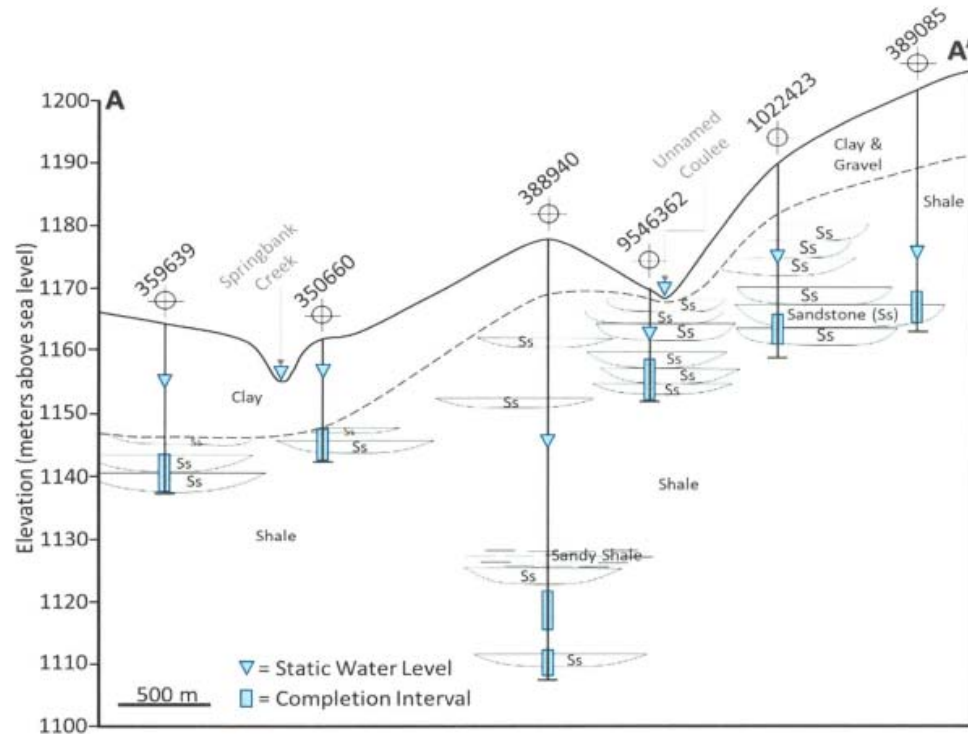 389085
A'
1022423
1200
A
Unnamed
Coulee
Clay &
Gravel
1190
388940
9546362
Shale
1180
Ss
Ss
Ss
359639
Springbank
Creek
350660
1170
Ss
Ss
Sandstone (Ss)
Ss
Ss
Ss
1160
Ss
Ss
Ss
Ss
Clay
1150
Ss
Ss
Ss
Ss
Ss
1140
Shale
Shale
1130
Sandy Shale
Ss
1120
1110
Ss
= Static Water Level
500 m
= Completion Interval
1100
Elevation (meters above sea level)